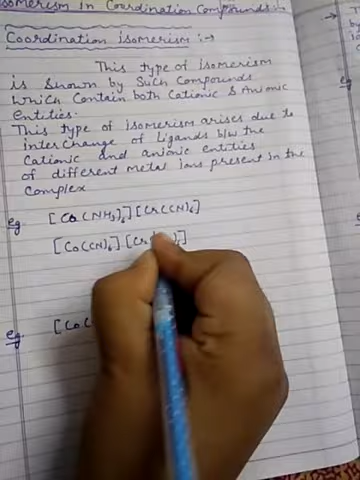 Isomerism in Coordination Compounds :-
Coordination isomerism :→
This type of isomerism
is shown by such compounds
which contain both Cationic & Anionic
Entities.
This type of isomerism arises due to
interchange of Ligands b/w the
Cationic and anionic entities
of different metal ions present in the
Complex
eg. [Co(NH₃)₆][Cr(CN)₆]
[Co(CN)₆][Cr
eg. [Co(